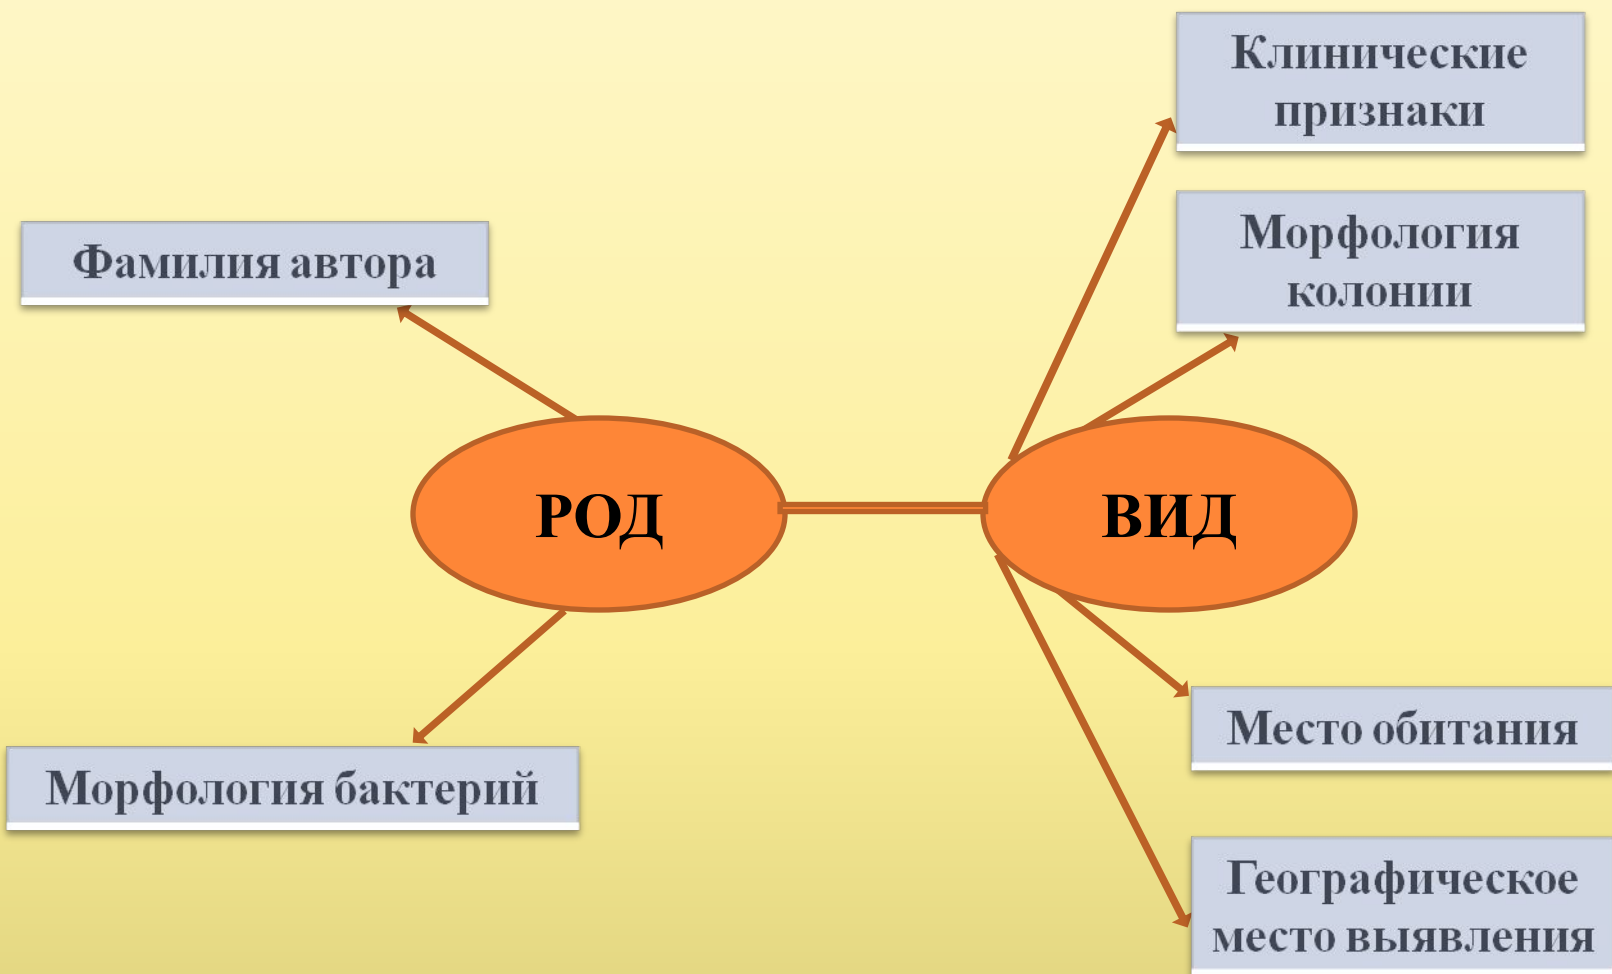 Клинические
признаки
Морфология
колонии
Фамилия автора
РОД
ВИД
Место обитания
Морфология бактерий
Географическое
место выявления